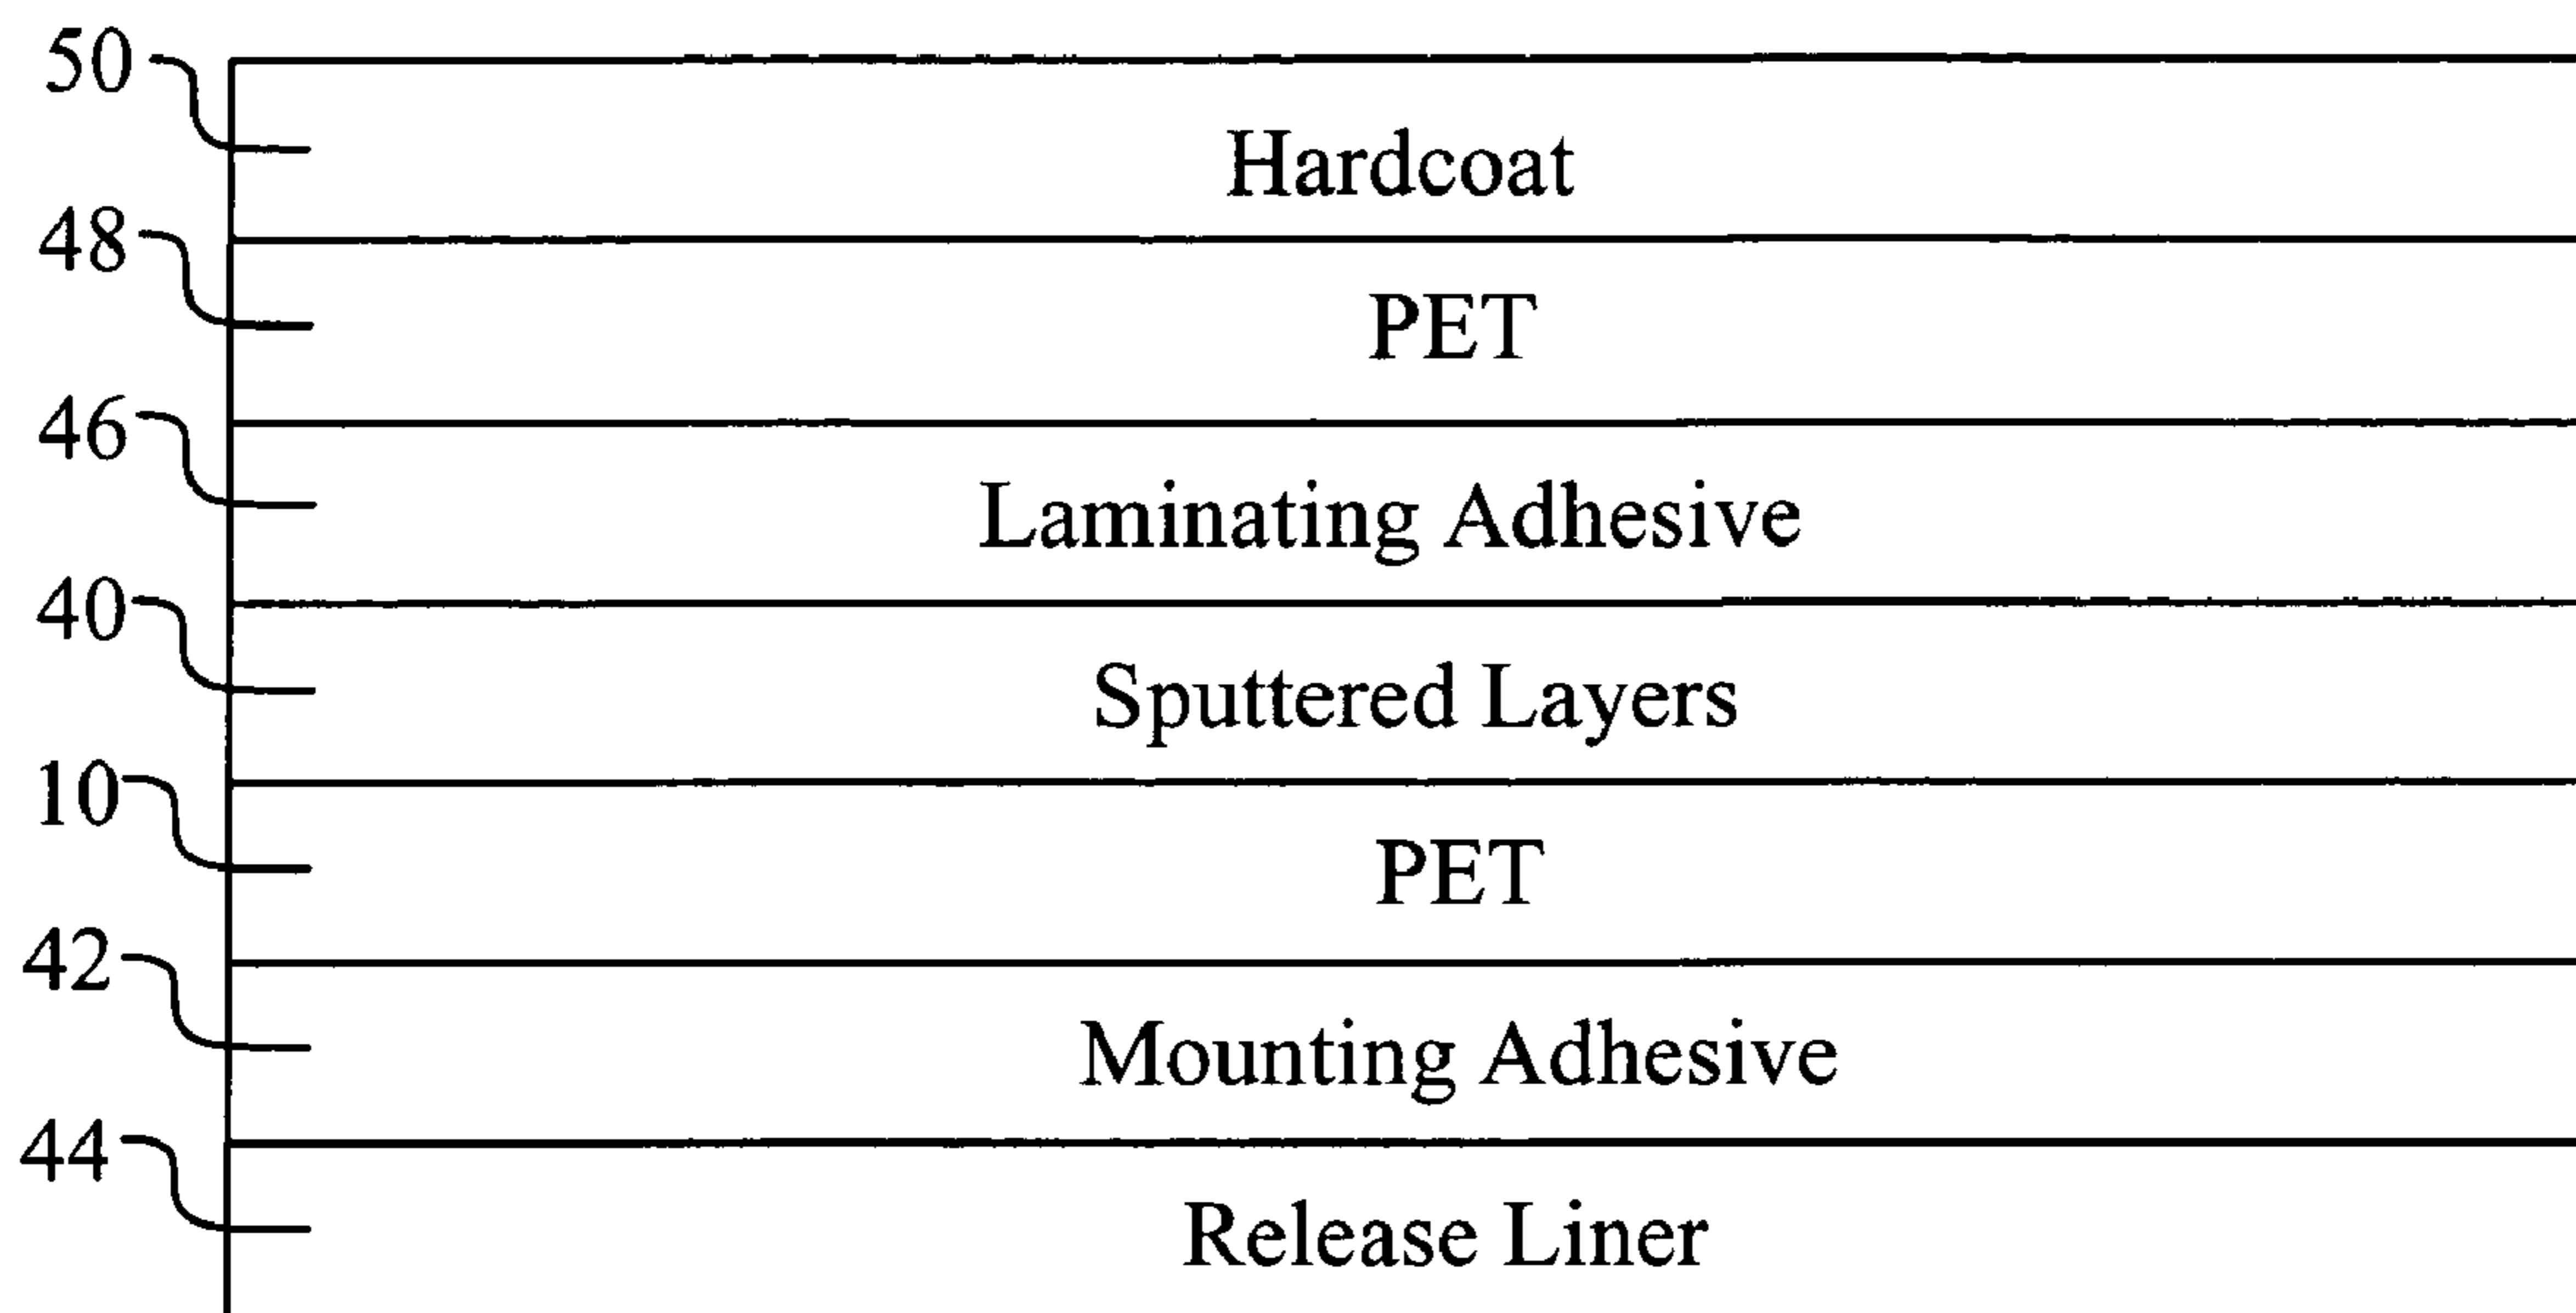 50
Hardcoat
48
PET
46
Laminating Adhesive
40
Sputtered Layers
10
PET
42
Mounting Adhesive
44
Release Liner